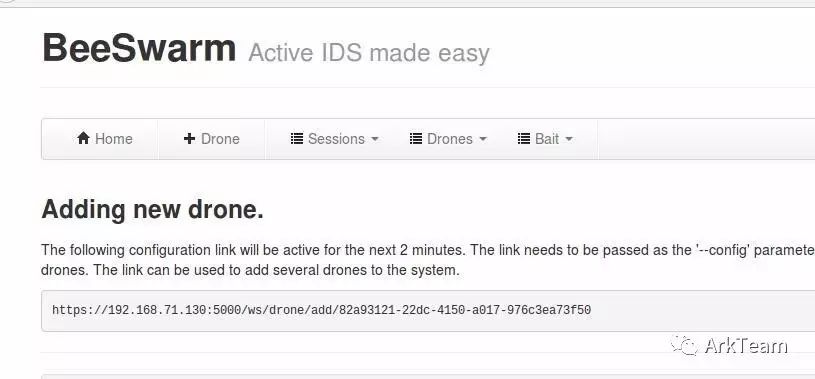 BeeSwarm Active IDS made easy
Home Drone Sessions Drones Bait
Adding new drone.
The following configuration link will be active for the next 2 minutes. The link needs to be passed as the '--config' paramete
drones. The link can be used to add several drones to the system.
https://192.168.71.130:5000/ws/drone/add/82a93121-22dc-4150-a017-976c3ea73f50
ArkTeam